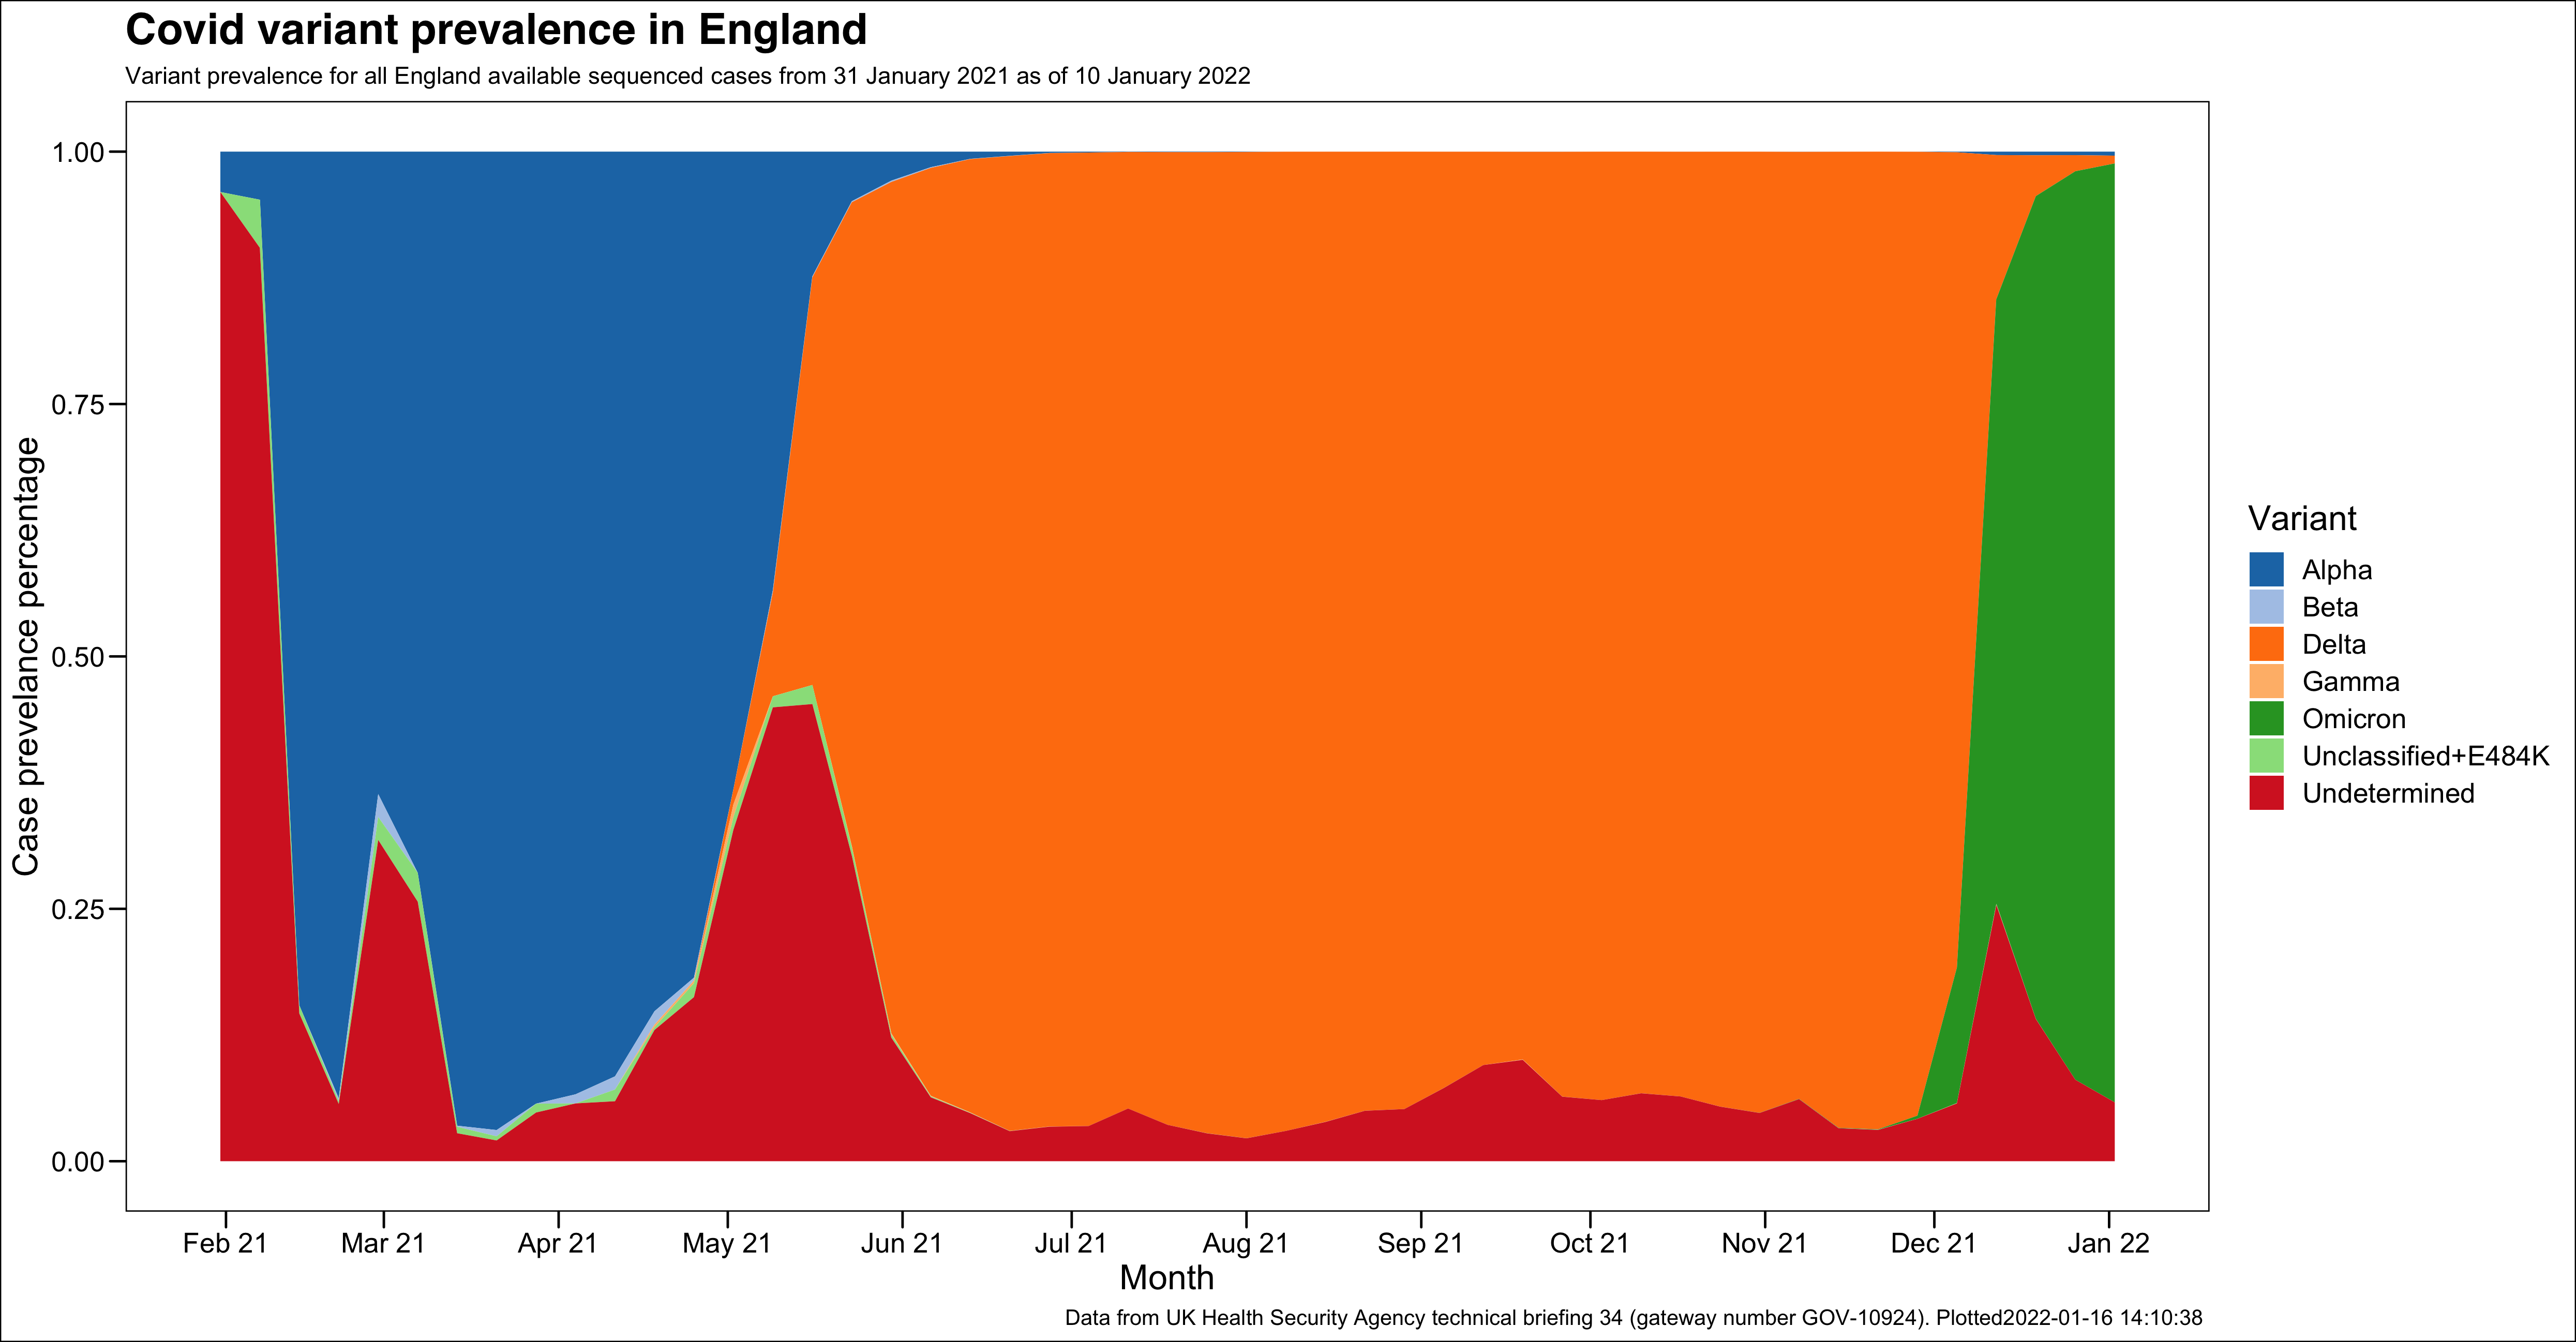 Covid variant prevalence in England
Variant prevalence for all England available sequenced cases from 31 January 2021 as of 10 January 2022
1.00
0.75
0.50
0.25
0.00
Case prevelance percentage
Feb 21 Mar 21 Apr 21 May 21 Jun 21 Jul 21 Aug 21 Sep 21 Oct 21 Nov 21 Dec 21 Jan 22
Month
Variant
Alpha
Beta
Delta
Gamma
Omicron
Unclassified+E484K
Undetermined
Data from UK Health Security Agency technical briefing 34 (gateway number GOV-10924). Plotted2022-01-16 14:10:38